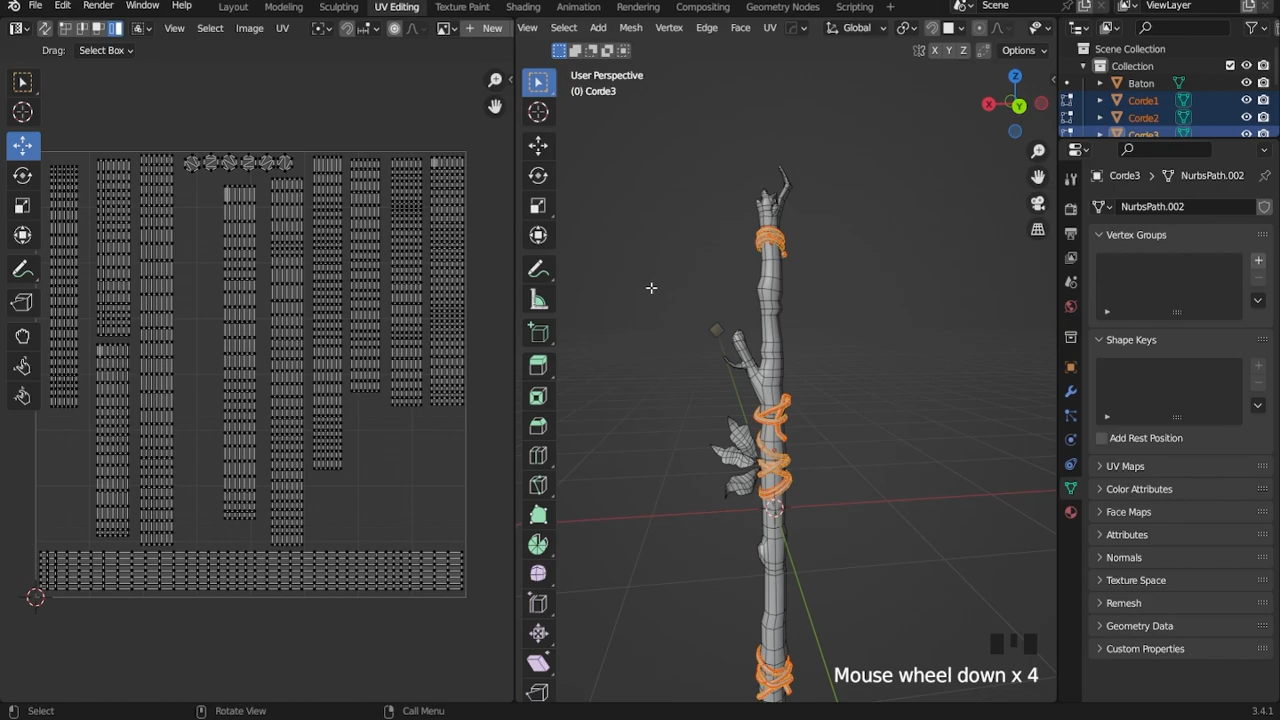 File Edit Render Window Help Layout Modeling Sculpting UV Editing Texture Paint Shading Animation Rendering Compositing Geometry Nodes Scripting + Scene ViewLayer
View Select Image UV New View Select Add Mesh Vertex Edge Face UV Global
Drag: Select Box X Y Z Options
Scene Collection
Collection
Baton
Corde1
Corde2
Corde3
User Perspective
(0) Corde3
Z
X
Y
Corde3 > NurbsPath.002
NurbsPath.002
Vertex Groups
Shape Keys
Add Rest Position
UV Maps
Color Attributes
Face Maps
Attributes
Normals
Texture Space
Remesh
Geometry Data
Custom Properties
Mouse wheel down x 4
Select Rotate View Call Menu 3.4.1